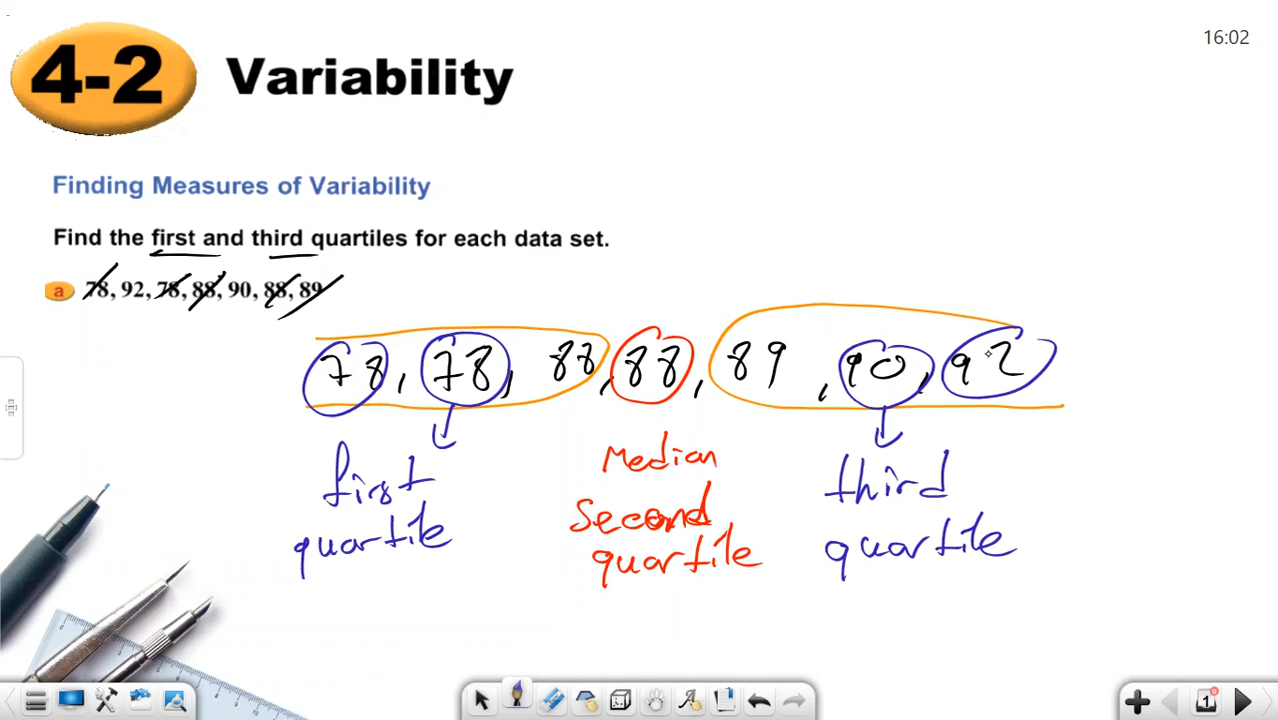 16:02
4-2 Variability
Finding Measures of Variability
Find the first and third quartiles for each data set.
a 78, 92, 78, 88, 90, 88, 89
78, 78, 88, 88, 89, 90, 92
first quartile
Median
Second quartile
third quartile
1